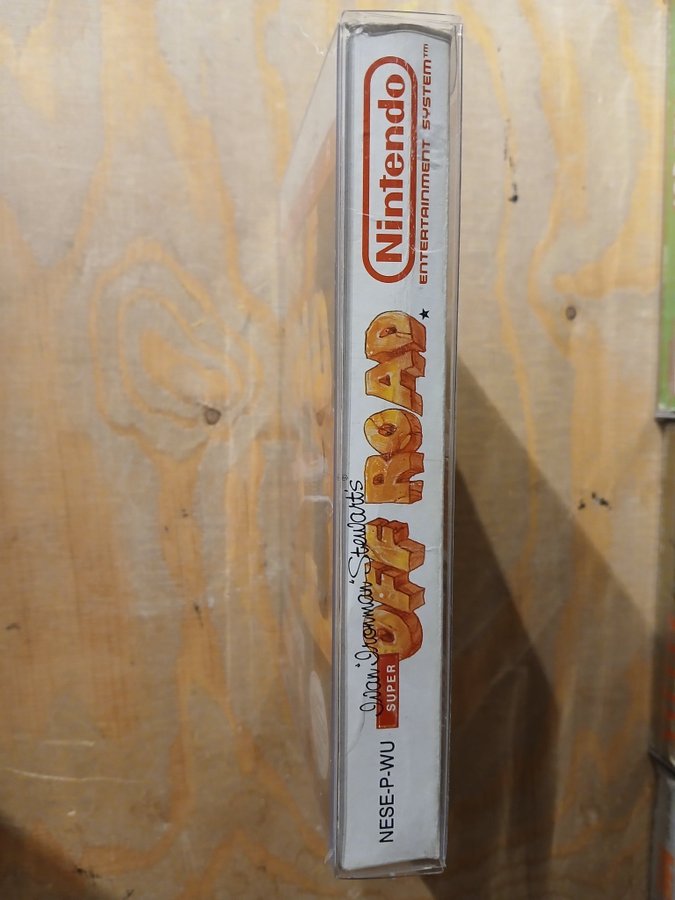 NESE-P-WU
Ivan "Ironman" Stewart's®
SUPER
OFF ROAD★
Nintendo
ENTERTAINMENT SYSTEM™